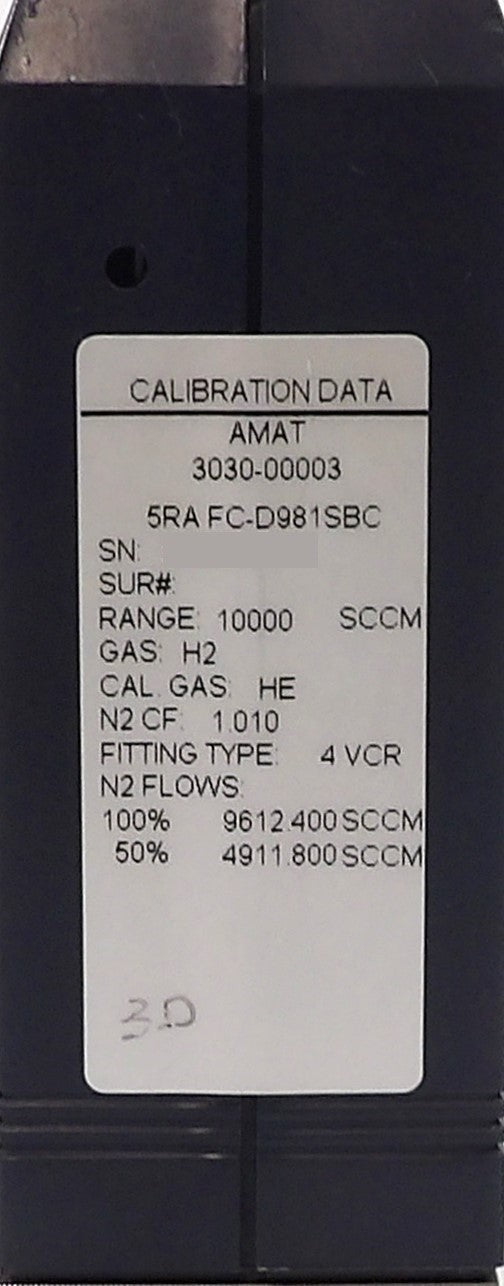 CALIBRATION DATA
AMAT
3030-00003
5RA FC-D981SBC
SN:
SUR#:
RANGE: 10000 SCCM
GAS: H2
CAL. GAS: HE
N2 CF: 1.010
FITTING TYPE: 4 VCR
N2 FLOWS:
100% 9612.400 SCCM
50% 4911.800 SCCM
3D